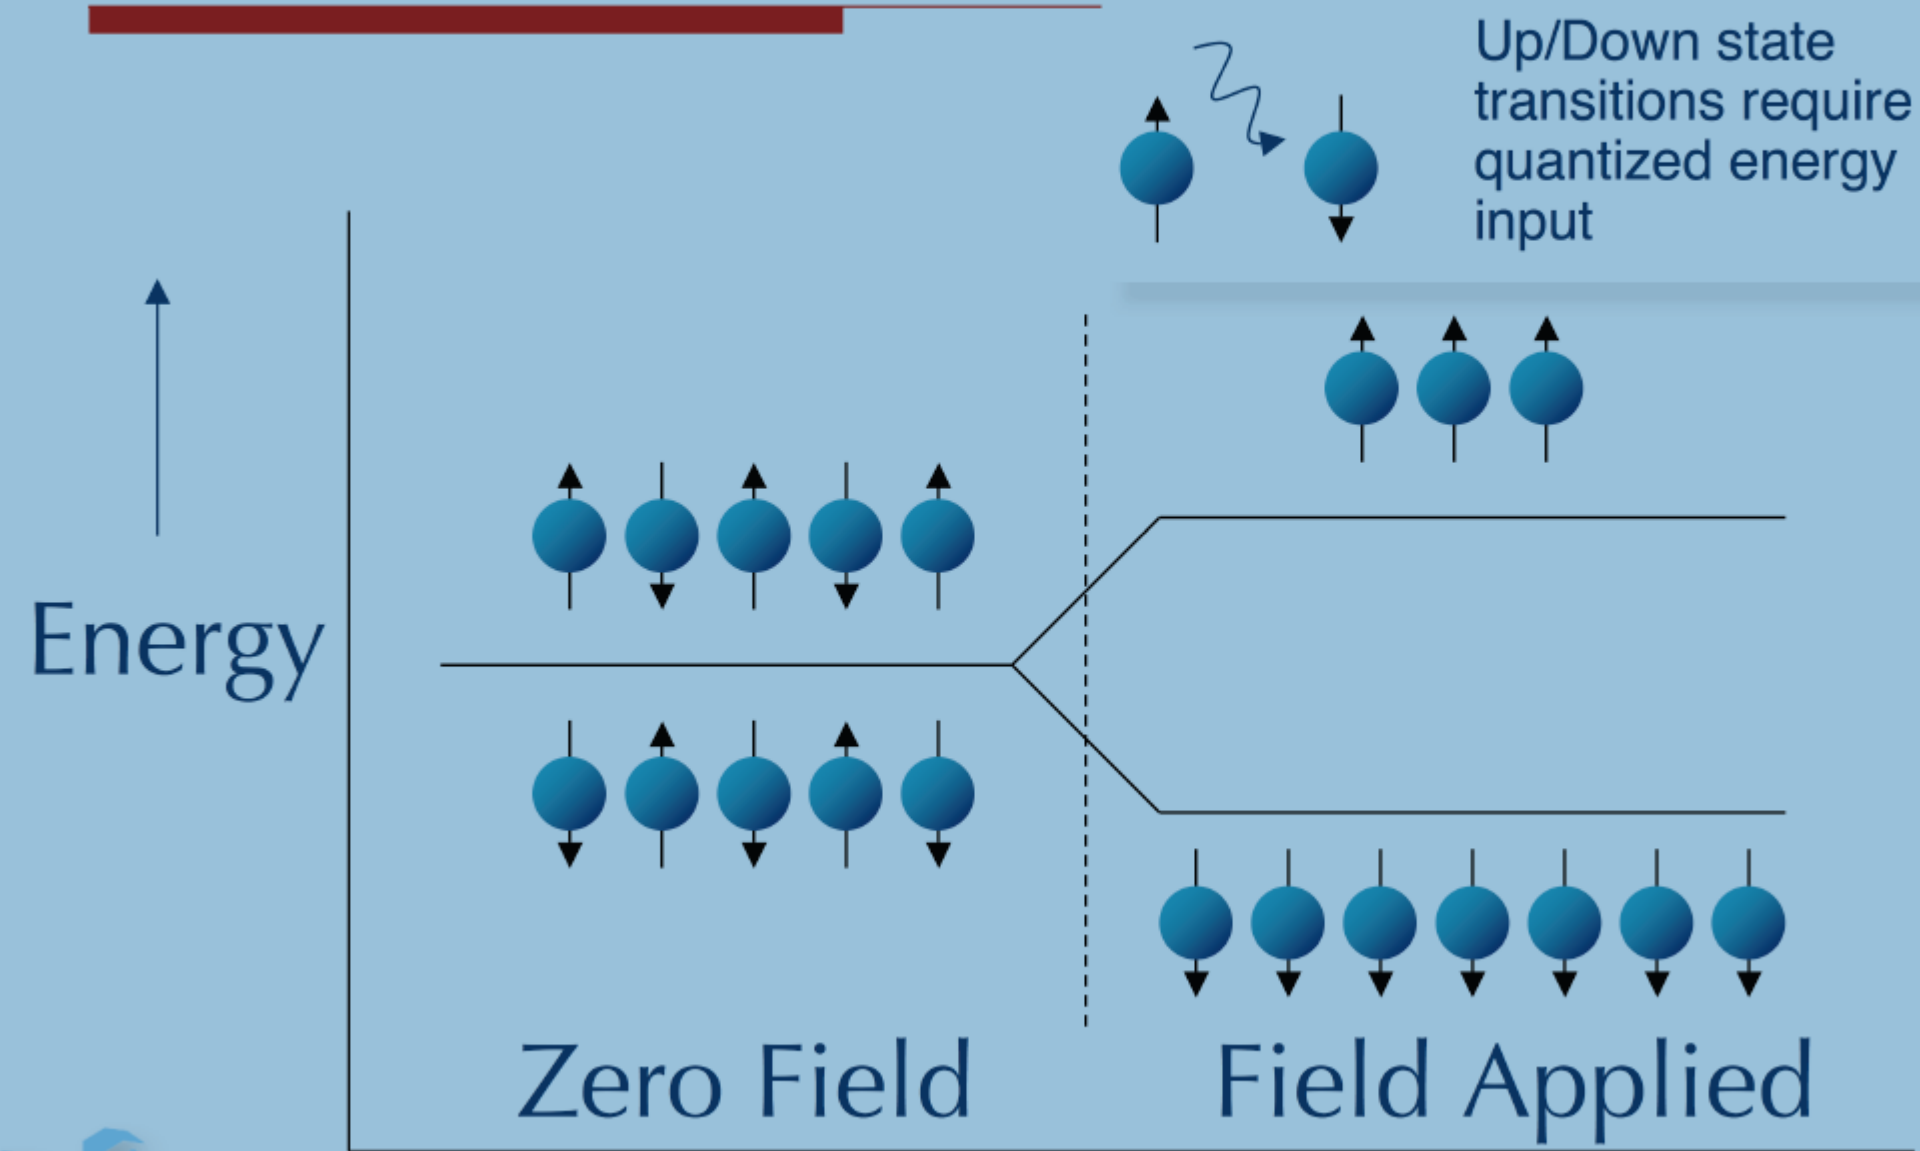 Up/Down state
transitions require
quantized energy
input
Energy
Zero Field
Field Applied